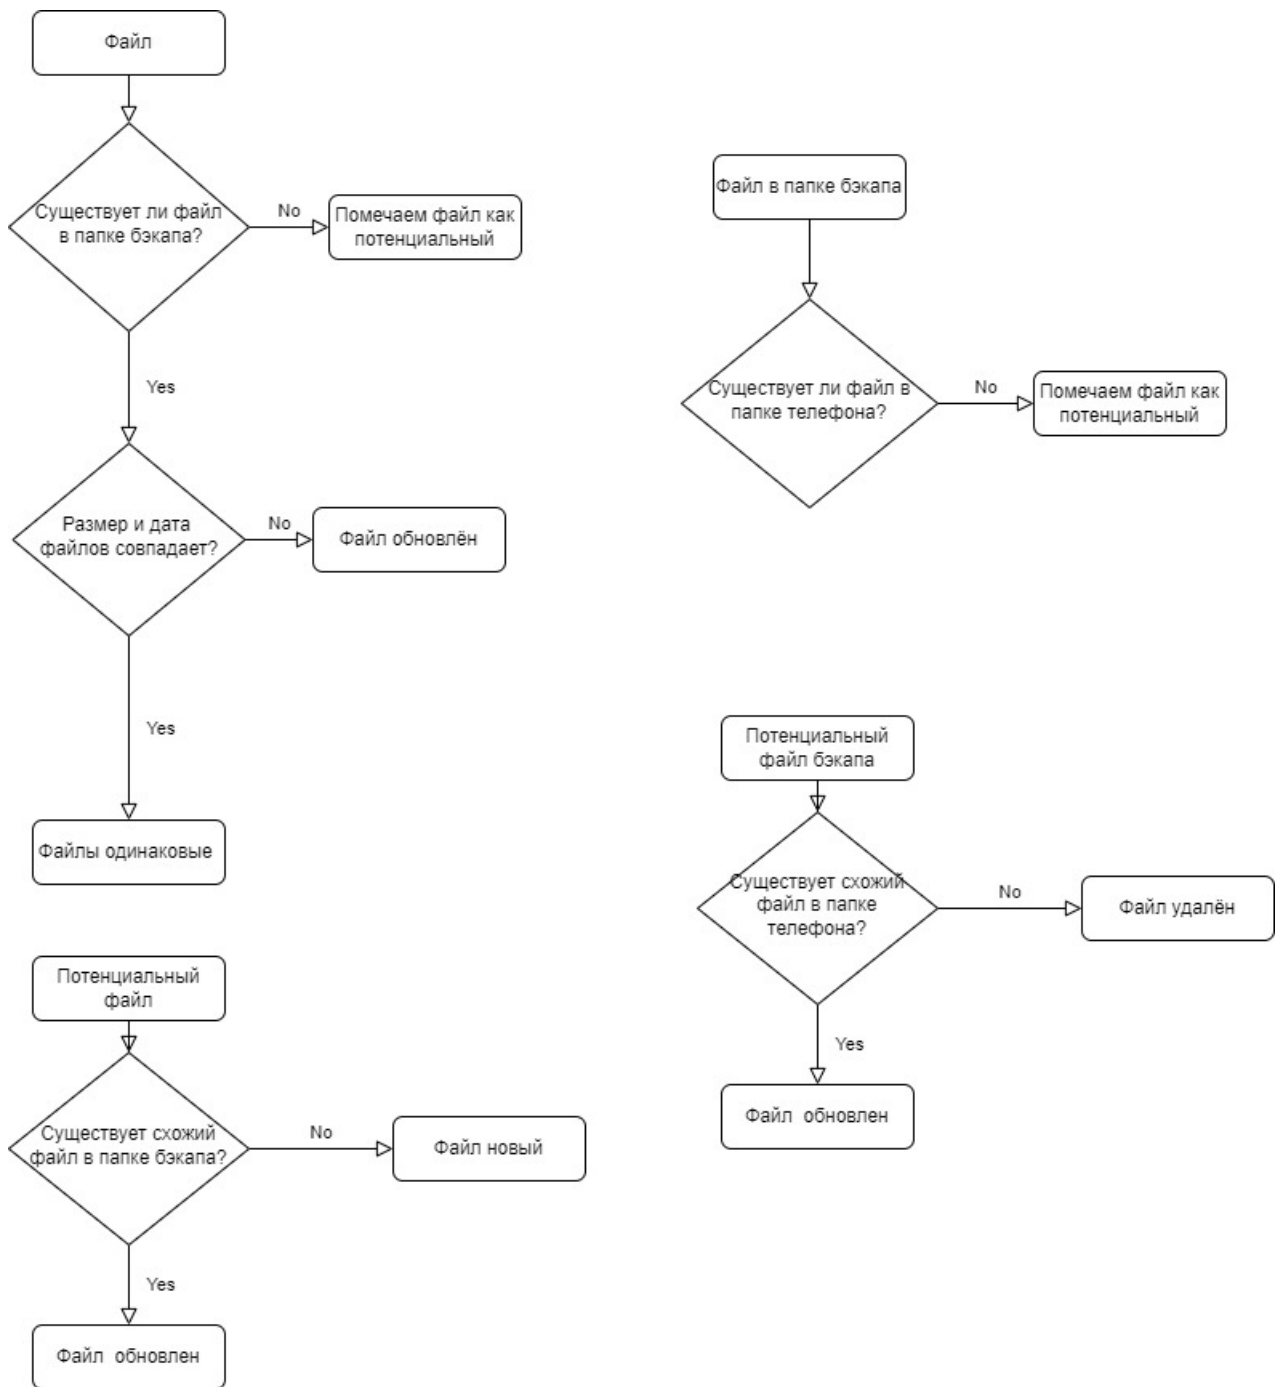 Файл
Существует ли файл
в папке бэкапа?
No
Помечаем файл как
потенциальный
Yes
Размер и дата
файлов совпадает?
No
Файл обновлён
Yes
Файлы одинаковые
Потенциальный
файл
Существует схожий
файл в папке бэкапа?
No
Файл новый
Yes
Файл  обновлен
Файл в папке бэкапа
Существует ли файл в
папке телефона?
No
Помечаем файл как
потенциальный
Потенциальный
файл бэкапа
Существует схожий
файл в папке
телефона?
No
Файл удалён
Yes
Файл  обновлен